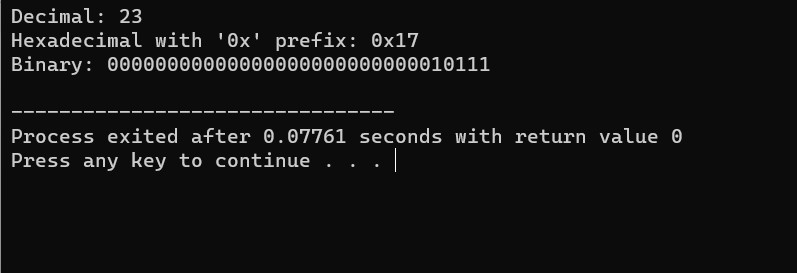 Decimal: 23
Hexadecimal with '0x' prefix: 0x17
Binary: 00000000000000000000000000010111
--------------------------------
Process exited after 0.07761 seconds with return value 0
Press any key to continue . . .